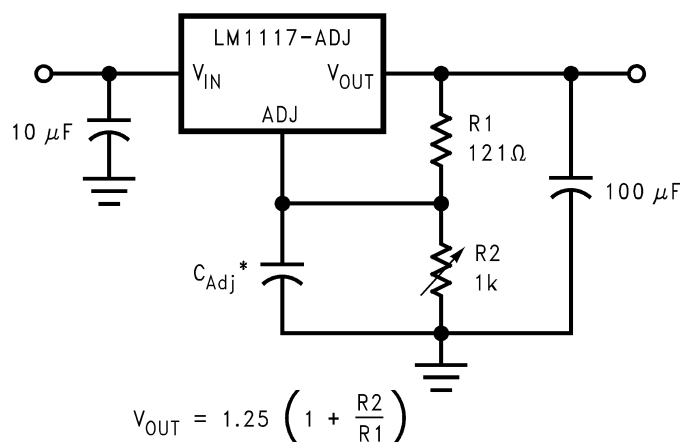 LM1117-ADJ
V_IN
V_OUT
ADJ
10 μF
R1
121Ω
100 μF
C_Adj*
R2
1k
V_OUT = 1.25 (1 + R2/R1)